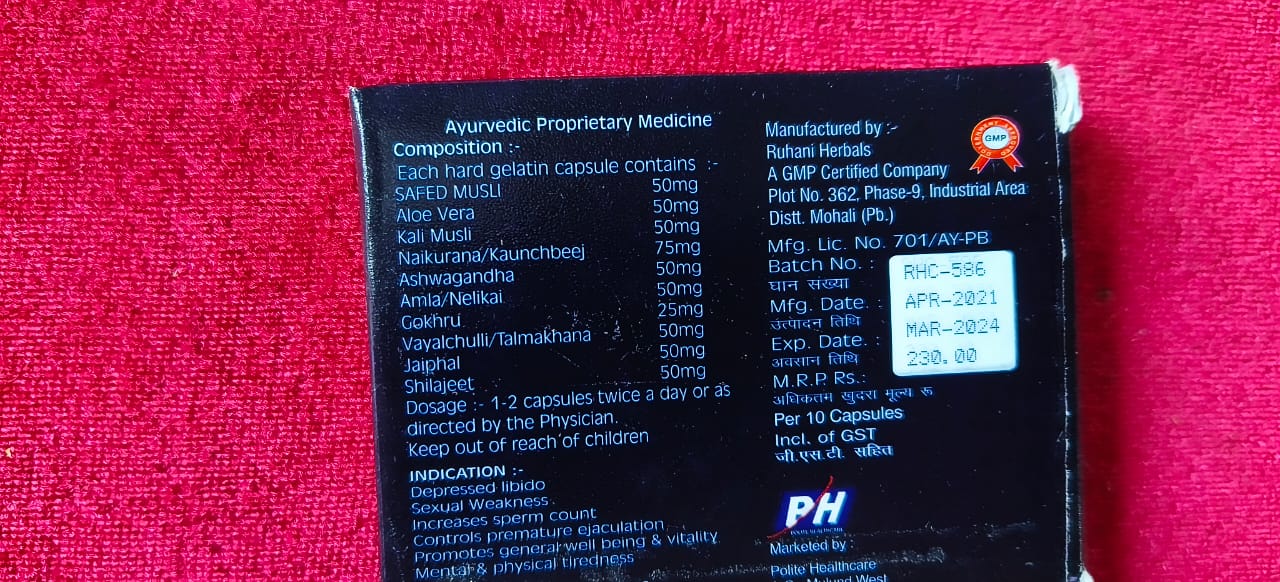 Ayurvedic Proprietary Medicine
Composition :-
Each hard gelatin capsule contains :-
SAFED MUSLI 50mg
Aloe Vera 50mg
Kali Musli 50mg
Naikurana/Kaunchbeej 75mg
Ashwagandha 50mg
Amla/Nelikai 50mg
Gokhru 25mg
Vayalchulli/Talmakhana 50mg
Jaiphal 50mg
Shilajeet 50mg
Dosage :- 1-2 capsules twice a day or as
directed by the Physician.
Keep out of reach of children
INDICATION :-
Depressed libido
Sexual Weakness
Increases sperm count
Controls premature ejaculation
Promotes general well being & vitality
Mental & physical tiredness
Manufactured by :-
Ruhani Herbals
A GMP Certified Company
Plot No. 362, Phase-9, Industrial Area
Distt. Mohali (Pb.)
GMP
Mfg. Lic. No. 701/AY-PB
Batch No. : RHC-586
घान संख्या
Mfg. Date. : APR-2021
उत्पादन तिथि
Exp. Date. : MAR-2024
अवसान तिथि
M.R.P. Rs.: 230.00
अधिकतम खुदरा मूल्य रू
Per 10 Capsules
Incl. of GST
जी.एस.टी. सहित
PH
POLITE HEALTHCARE
Marketed by
Polite Healthcare
Mulund West